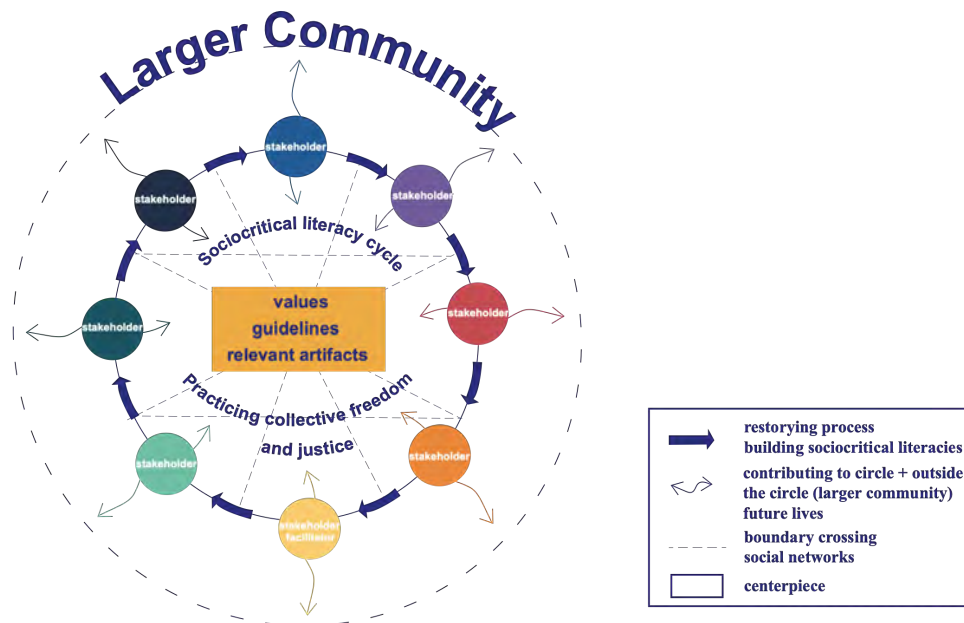 Larger Community
stakeholder
stakeholder
stakeholder
stakeholder
stakeholder
stakeholder
stakeholder
stakeholder
facilitator
Sociocritical literacy cycle
values
guidelines
relevant artifacts
Practicing collective freedom
and justice
restorying process
building sociocritical literacies
contributing to circle + outside
the circle (larger community)
future lives
boundary crossing
social networks
centerpiece